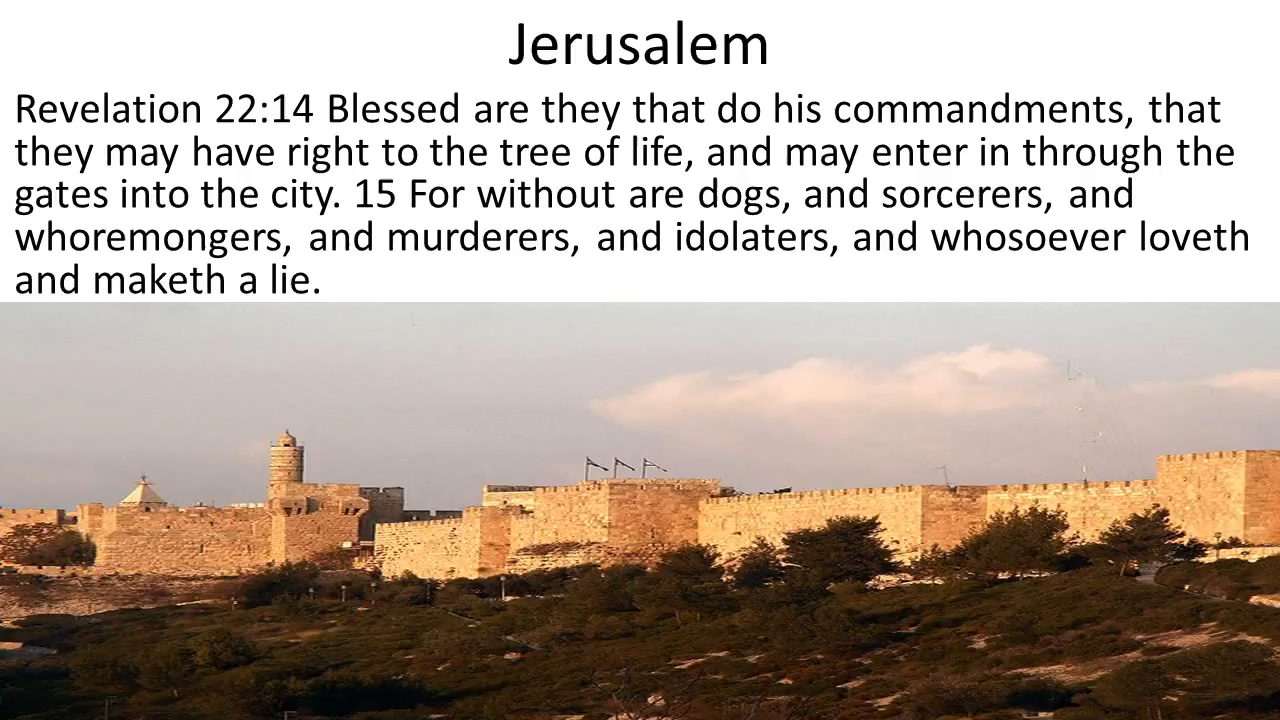 Jerusalem
Revelation 22:14 Blessed are they that do his commandments, that
they may have right to the tree of life, and may enter in through the
gates into the city. 15 For without are dogs, and sorcerers, and
whoremongers, and murderers, and idolaters, and whosoever loveth
and maketh a lie.